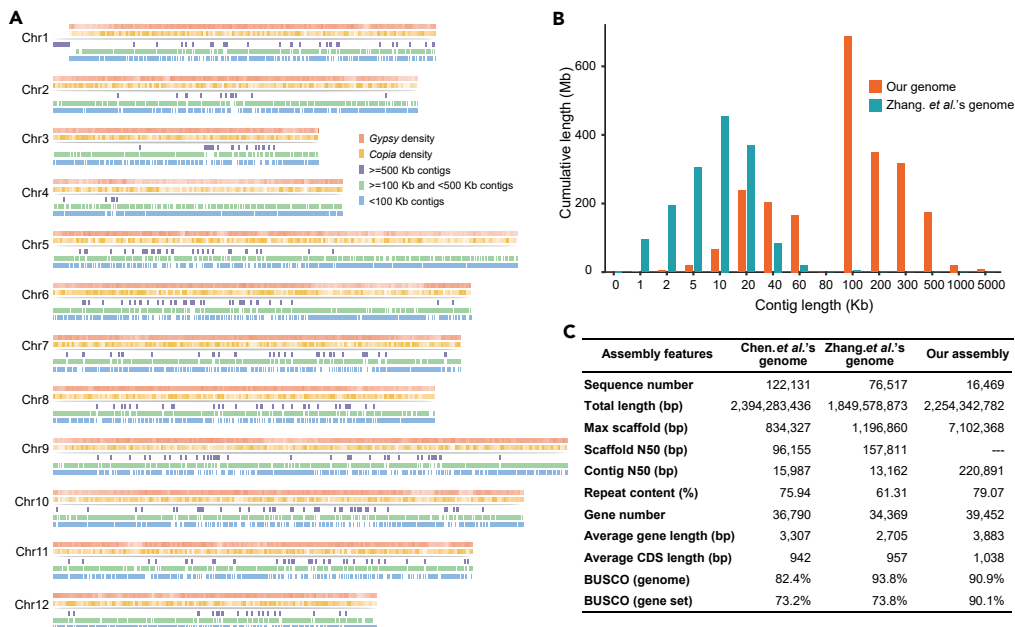 A
Chr1
Chr2
Chr3
Gypsy density
Copia density
>=500 Kb contigs
>=100 Kb and <500 Kb contigs
<100 Kb contigs
Chr4
Chr5
Chr6
Chr7
Chr8
Chr9
Chr10
Chr11
Chr12
B
Cumulative length (Mb)
600
400
200
0
Our genome
Zhang. et al.'s genome
0 1 2 5 10 20 40 60 80 100 200 300 500 1000 5000
Contig length (Kb)
C
Assembly features Chen.et al.'s genome Zhang.et al.'s genome Our assembly
Sequence number 122,131 76,517 16,469
Total length (bp) 2,394,283,436 1,849,578,873 2,254,342,782
Max scaffold (bp) 834,327 1,196,860 7,102,368
Scaffold N50 (bp) 96,155 157,811 ---
Contig N50 (bp) 15,987 13,162 220,891
Repeat content (%) 75.94 61.31 79.07
Gene number 36,790 34,369 39,452
Average gene length (bp) 3,307 2,705 3,883
Average CDS length (bp) 942 957 1,038
BUSCO (genome) 82.4% 93.8% 90.9%
BUSCO (gene set) 73.2% 73.8% 90.1%